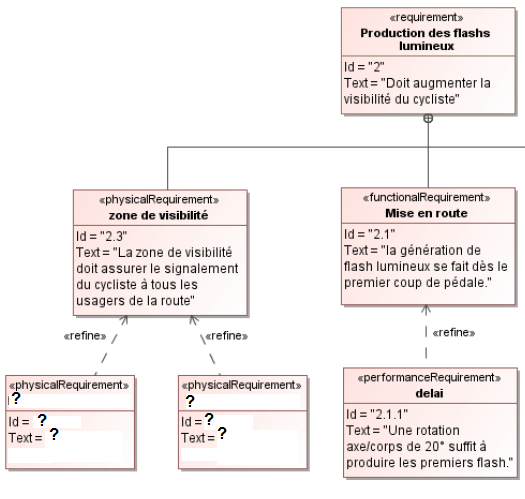 «requirement»
Production des flashs
lumineux
Id = "2"
Text = "Doit augmenter la
visibilité du cycliste"
«physicalRequirement»
zone de visibilité
Id = "2.3"
Text = "La zone de visibilité
doit assurer le signalement
du cycliste à tous les
usagers de la route"
«functionalRequirement»
Mise en route
Id = "2.1"
Text = "la génération de
flash lumineux se fait dès le
premier coup de pédale."
«refine»
«refine»
«refine»
«physicalRequirement»
?
Id = ?
Text = ?
«physicalRequirement»
?
Id = ?
Text = ?
«performanceRequirement»
delai
Id = "2.1.1"
Text = "Une rotation
axe/corps de 20° suffit à
produire les premiers flash."